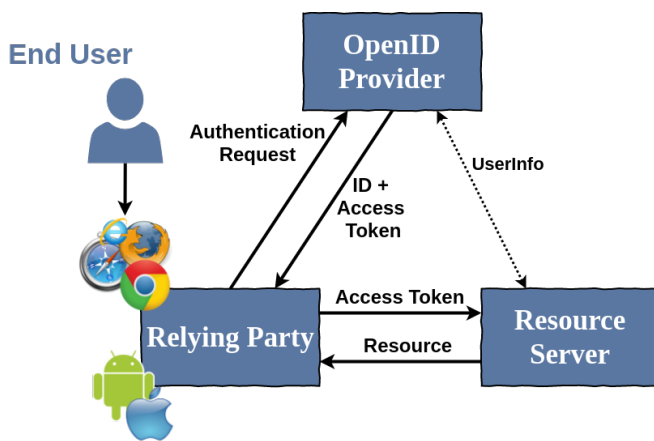 End User
OpenID
Provider
Authentication
Request
ID +
Access
Token
UserInfo
Relying Party
Access Token
Resource
Resource
Server